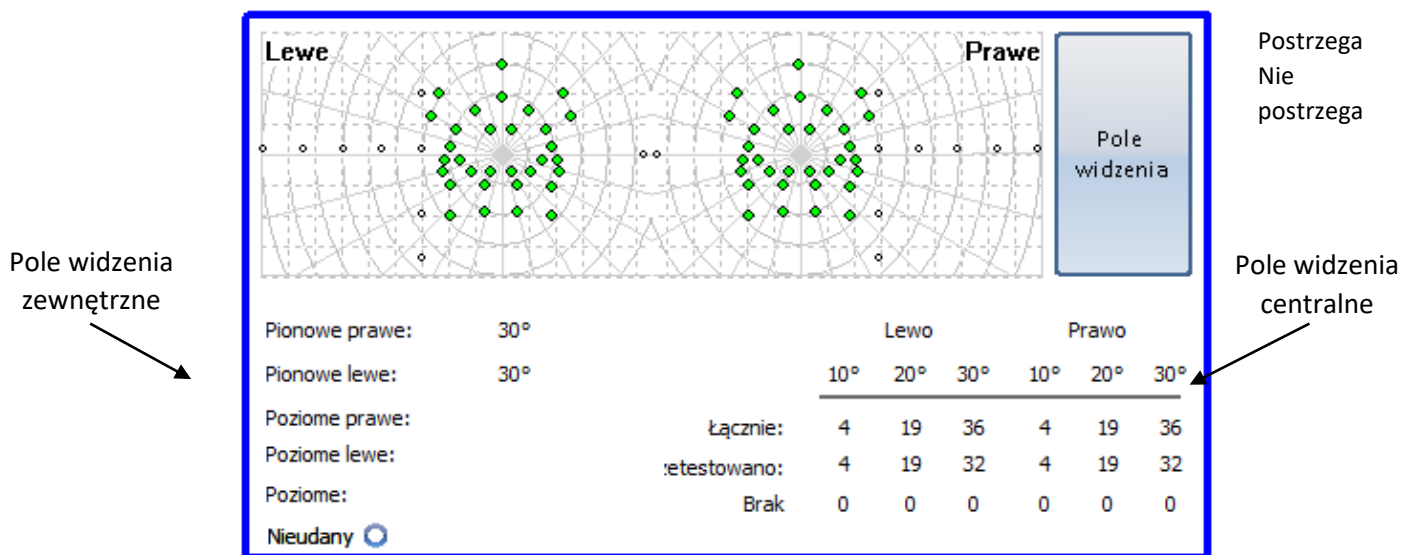 Lewe
Prawe
Pole
widzenia
Postrzega
Nie
postrzega
Pole widzenia
zewnętrzne
Pole widzenia
centralne
Pionowe prawe: 30°
Pionowe lewe: 30°
Poziome prawe:
Poziome lewe:
Poziome:
Nieudany
Lewo Prawo
10° 20° 30° 10° 20° 30°
Łącznie: 4 19 36 4 19 36
zetestowano: 4 19 32 4 19 32
Brak 0 0 0 0 0 0